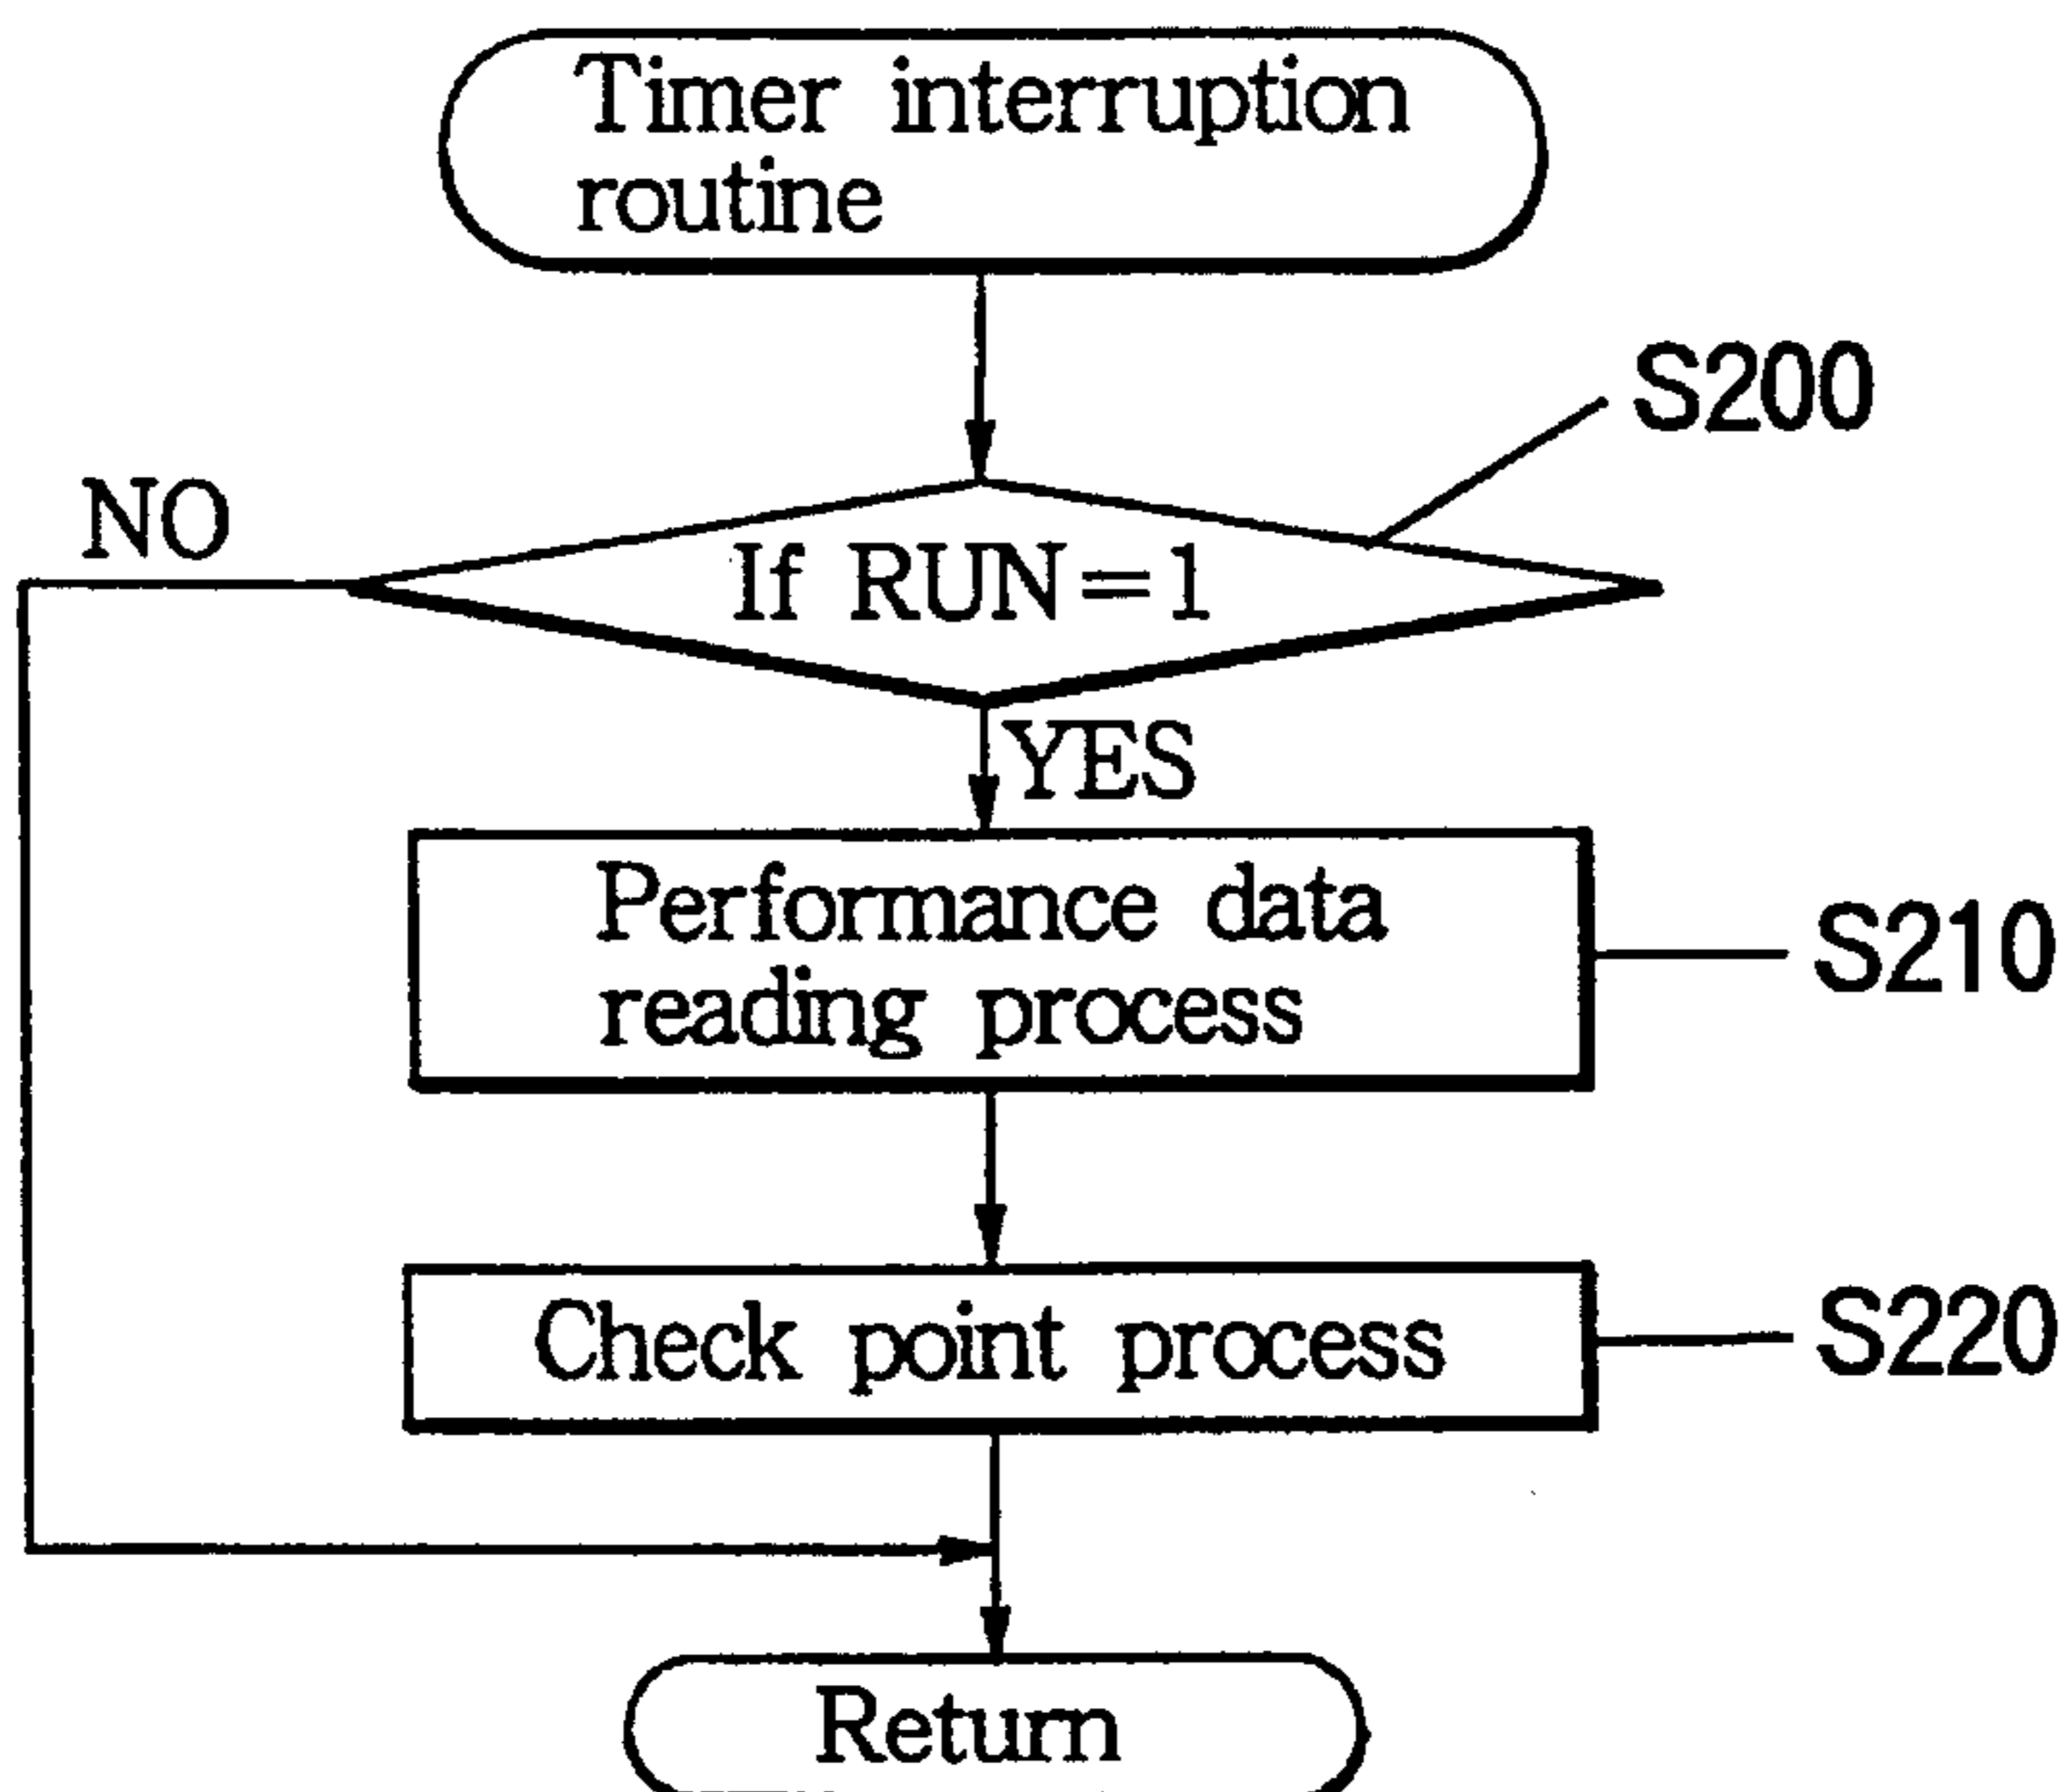 Timer interruption
routine
S200
NO
If RUN=1
YES
Performance data
reading process
S210
Check point process
S220
Return